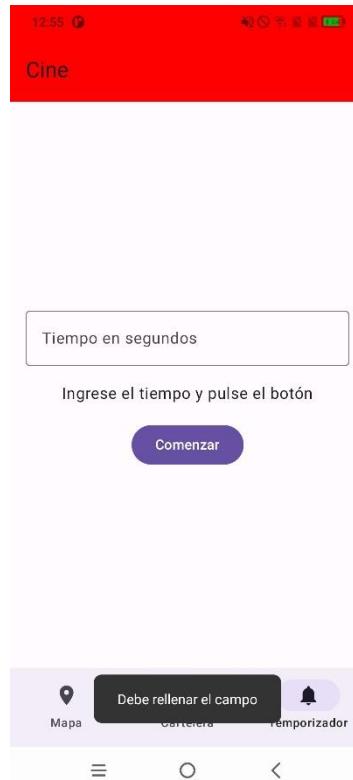 12:55
Cine
Tiempo en segundos
Ingrese el tiempo y pulse el botón
Comenzar
Debe rellenar el campo
Mapa
Cartelera
Temporizador